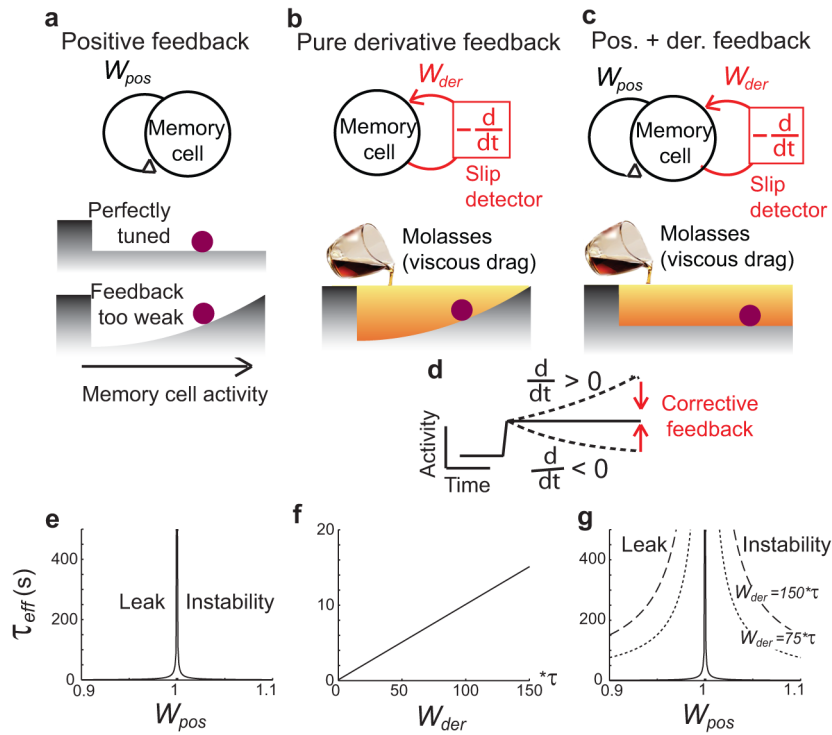 a
Positive feedback
W_pos
Memory
cell
Perfectly
tuned
Feedback
too weak
Memory cell activity
b
Pure derivative feedback
W_der
Memory
cell
− d/dt
Slip
detector
Molasses
(viscous drag)
c
Pos. + der. feedback
W_pos
W_der
Memory
cell
− d/dt
Slip
detector
Molasses
(viscous drag)
d
d/dt > 0
d/dt < 0
Corrective
feedback
Activity
Time
e
τ_eff (s)
400
200
0
Leak
Instability
0.9
1
1.1
W_pos
f
20
10
0
0
50
100
150
*τ
W_der
g
400
200
0
Leak
Instability
W_der =150*τ
W_der =75*τ
0.9
1
1.1
W_pos